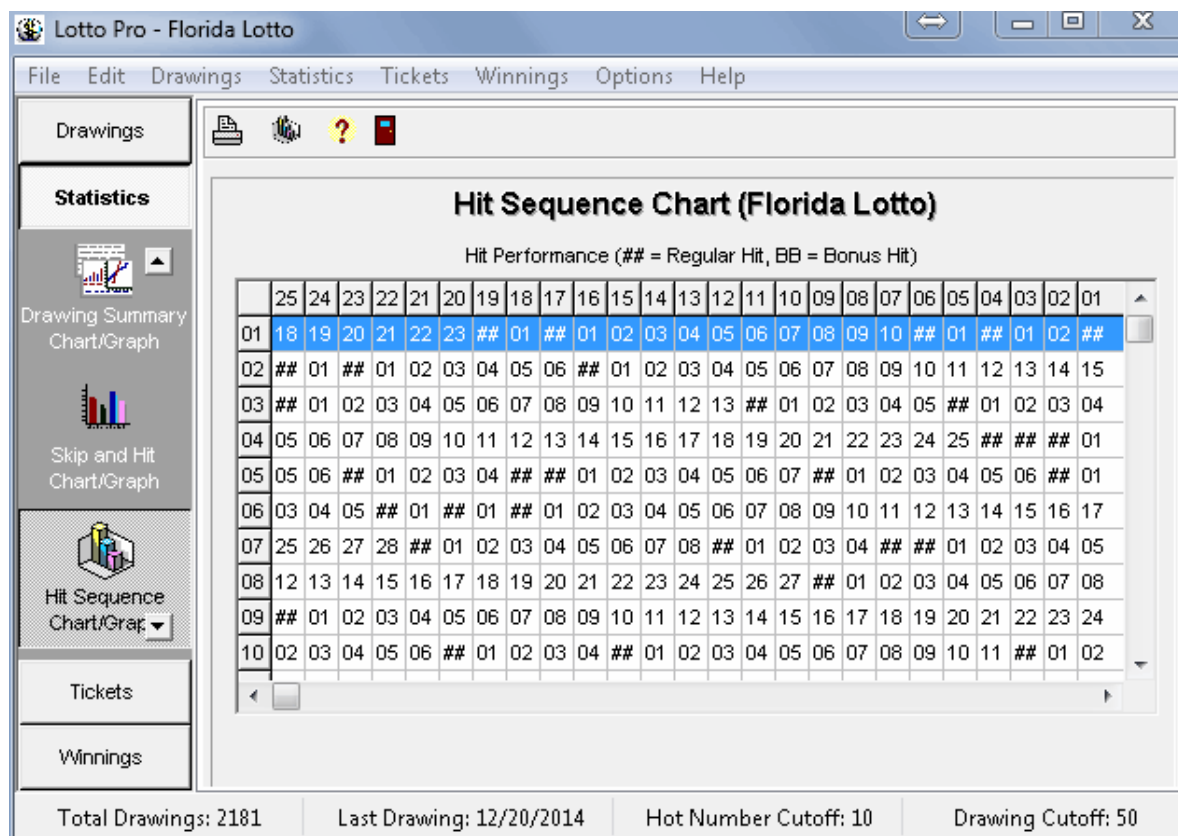 Lotto Pro - Florida Lotto
File Edit Drawings Statistics Tickets Winnings Options Help
Drawings
Statistics
Drawing Summary
Chart/Graph
Skip and Hit
Chart/Graph
Hit Sequence
Chart/Grap
Tickets
Winnings
Hit Sequence Chart (Florida Lotto)
Hit Performance (## = Regular Hit, BB = Bonus Hit)
25 24 23 22 21 20 19 18 17 16 15 14 13 12 11 10 09 08 07 06 05 04 03 02 01
01 18 19 20 21 22 23 ## 01 ## 01 02 03 04 05 06 07 08 09 10 ## 01 ## 01 02 ##
02 ## 01 ## 01 02 03 04 05 06 ## 01 02 03 04 05 06 07 08 09 10 11 12 13 14 15
03 ## 01 02 03 04 05 06 07 08 09 10 11 12 13 ## 01 02 03 04 05 ## 01 02 03 04
04 05 06 07 08 09 10 11 12 13 14 15 16 17 18 19 20 21 22 23 24 25 ## ## ## 01
05 05 06 ## 01 02 03 04 ## ## 01 02 03 04 05 06 07 ## 01 02 03 04 05 06 ## 01
06 03 04 05 ## 01 ## 01 ## 01 02 03 04 05 06 07 08 09 10 11 12 13 14 15 16 17
07 25 26 27 28 ## 01 02 03 04 05 06 07 08 ## 01 02 03 04 ## ## 01 02 03 04 05
08 12 13 14 15 16 17 18 19 20 21 22 23 24 25 26 27 ## 01 02 03 04 05 06 07 08
09 ## 01 02 03 04 05 06 07 08 09 10 11 12 13 14 15 16 17 18 19 20 21 22 23 24
10 02 03 04 05 06 ## 01 02 03 04 ## 01 02 03 04 05 06 07 08 09 10 11 ## 01 02
Total Drawings: 2181 Last Drawing: 12/20/2014 Hot Number Cutoff: 10 Drawing Cutoff: 50